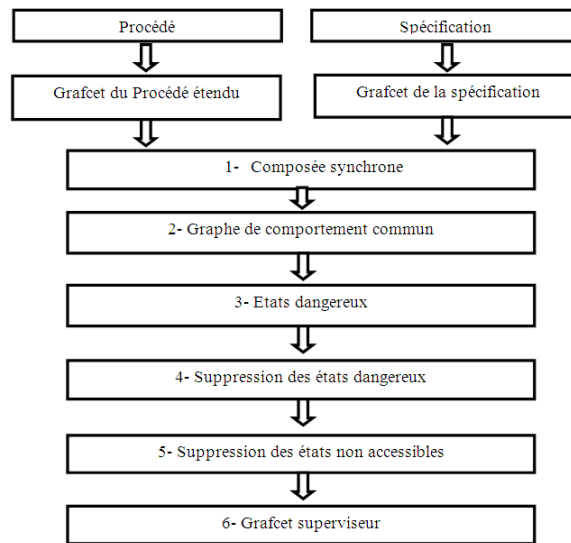 Procédé
Spécification
Grafcet du Procédé étendu
Grafcet de la spécification
1- Composée synchrone
2- Graphe de comportement commun
3- Etats dangereux
4- Suppression des états dangereux
5- Suppression des états non accessibles
6- Grafcet superviseur